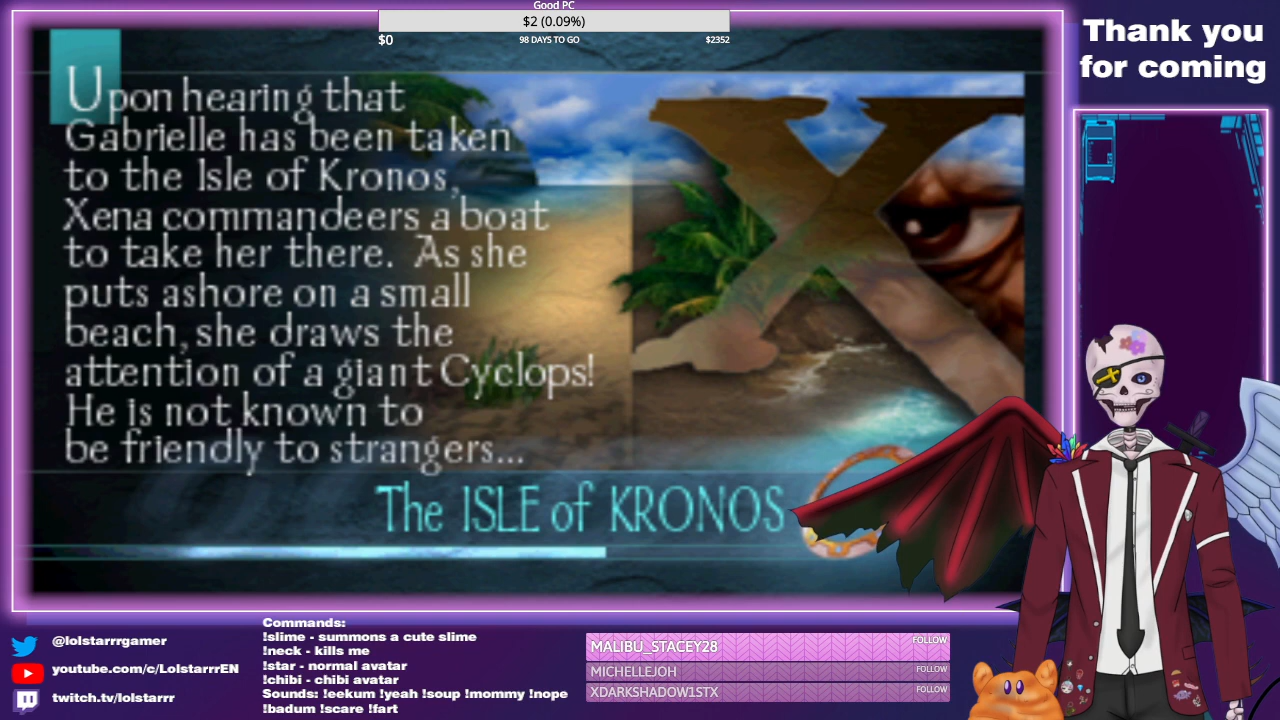 Good PC
$2 (0.09%)
$0
98 DAYS TO GO
$2352
Thank you
for coming
Upon hearing that
Gabrielle has been taken
to the Isle of Kronos,
Xena commandeers a boat
to take her there. As she
puts ashore on a small
beach, she draws the
attention of a giant Cyclops!
He is not known to
be friendly to strangers...
X
The ISLE of KRONOS
@lolstarrrgamer
youtube.com/c/LolstarrrEN
twitch.tv/lolstarrr
Commands:
!slime - summons a cute slime
!neck - kills me
!star - normal avatar
!chibi - chibi avatar
Sounds: !eekum !yeah !soup !mommy !nope
!badum !scare !fart
MALIBU_STACEY28 FOLLOW
MICHELLEJOH FOLLOW
XDARKSHADOW1STX FOLLOW